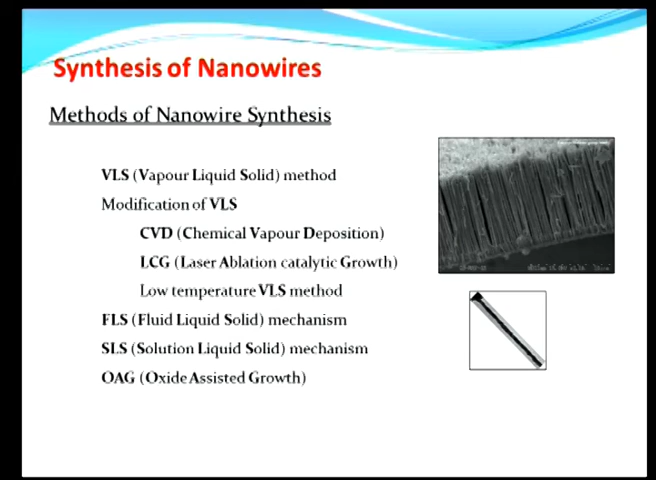 Synthesis of Nanowires
Methods of Nanowire Synthesis
VLS (Vapour Liquid Solid) method
Modification of VLS
CVD (Chemical Vapour Deposition)
LCG (Laser Ablation catalytic Growth)
Low temperature VLS method
FLS (Fluid Liquid Solid) mechanism
SLS (Solution Liquid Solid) mechanism
OAG (Oxide Assisted Growth)